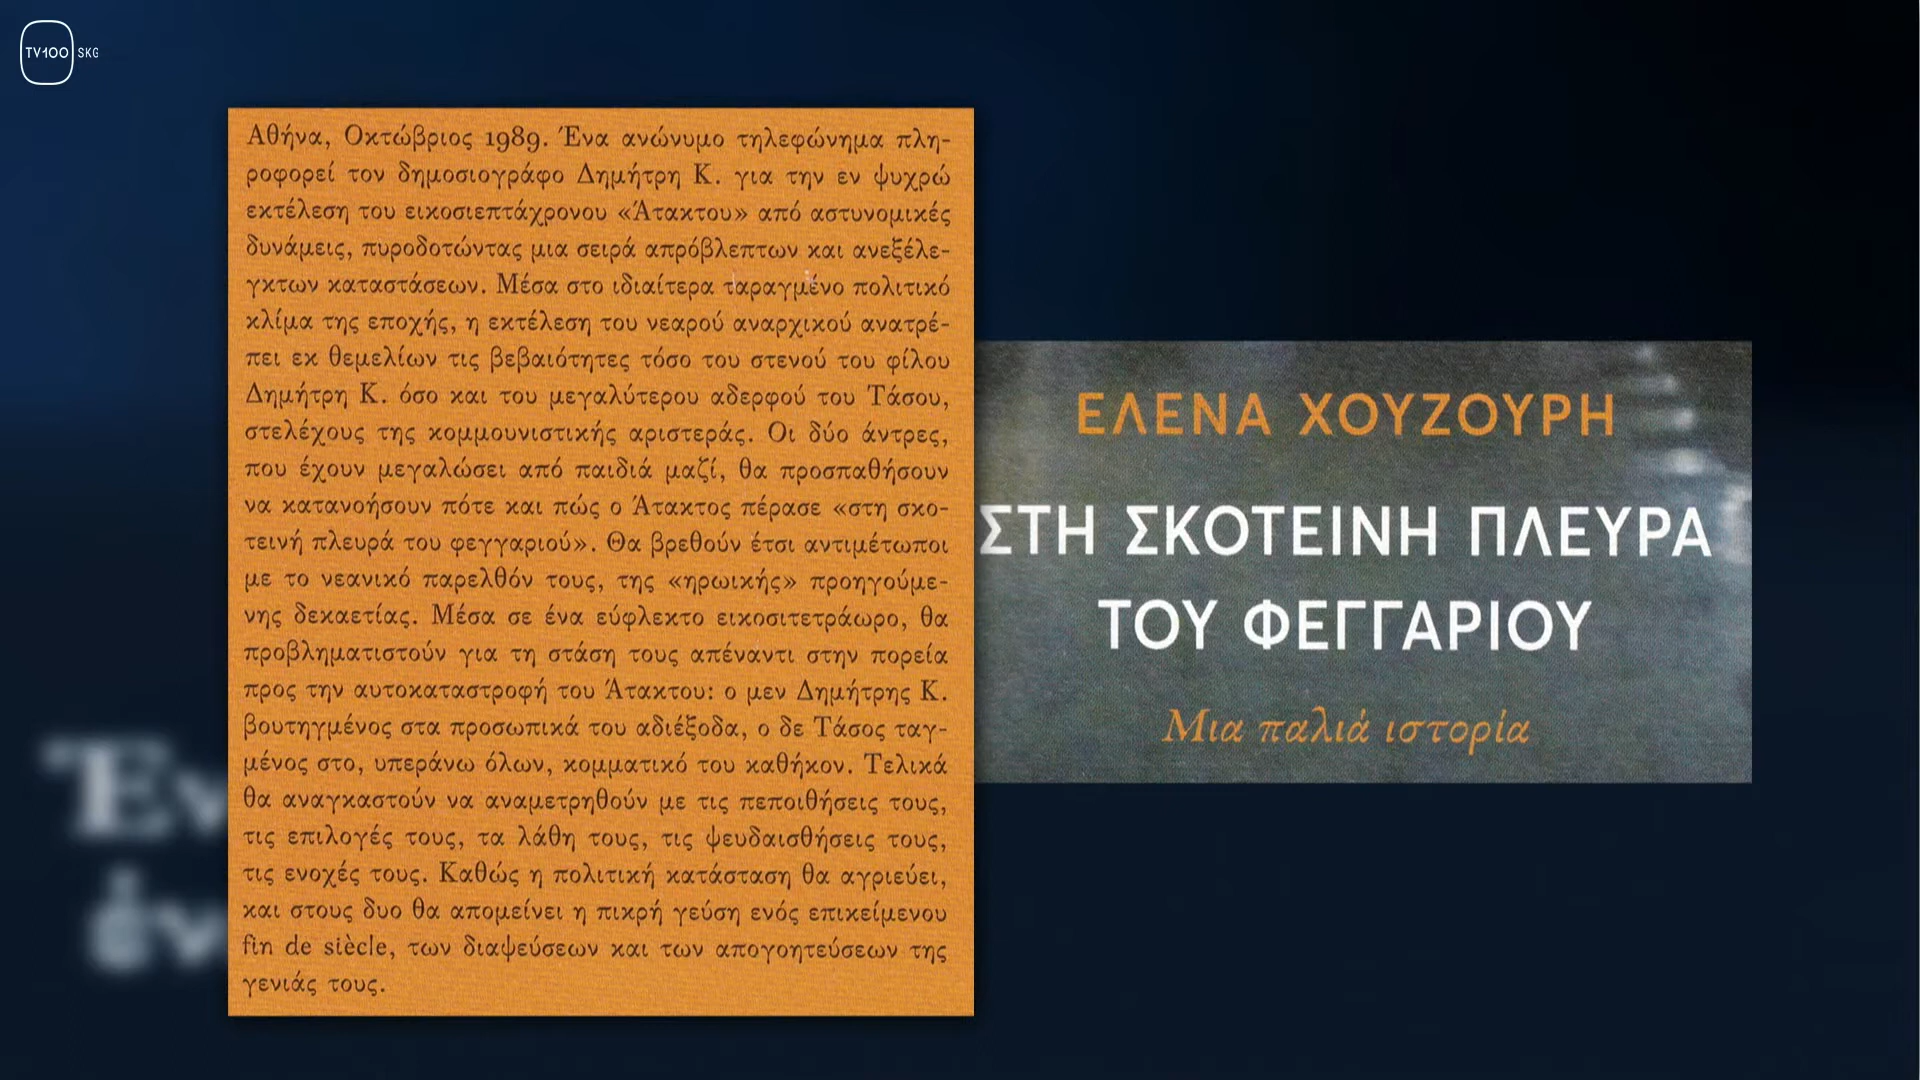 TV100 SKG
Αθήνα, Οκτώβριος 1989. Ένα ανώνυμο τηλεφώνημα πλη-
ροφορεί τον δημοσιογράφο Δημήτρη Κ. για την εν ψυχρώ
εκτέλεση του εικοσιεπτάχρονου «Άτακτου» από αστυνομικές
δυνάμεις, πυροδοτώντας μια σειρά απρόβλεπτων και ανεξέλε-
γκτων καταστάσεων. Μέσα στο ιδιαίτερα ταραγμένο πολιτικό
κλίμα της εποχής, η εκτέλεση του νεαρού αναρχικού ανατρέ-
πει εκ θεμελίων τις βεβαιότητες τόσο του στενού του φίλου
Δημήτρη Κ. όσο και του μεγαλύτερου αδερφού του Τάσου,
στελέχους της κομμουνιστικής αριστεράς. Οι δύο άντρες,
που έχουν μεγαλώσει από παιδιά μαζί, θα προσπαθήσουν
να κατανοήσουν πότε και πώς ο Άτακτος πέρασε «στη σκο-
τεινή πλευρά του φεγγαριού». Θα βρεθούν έτσι αντιμέτωποι
με το νεανικό παρελθόν τους, της «ηρωικής» προηγούμε-
νης δεκαετίας. Μέσα σε ένα εύφλεκτο εικοσιτετράωρο, θα
προβληματιστούν για τη στάση τους απέναντι στην πορεία
προς την αυτοκαταστροφή του Άτακτου: ο μεν Δημήτρης Κ.
βουτηγμένος στα προσωπικά του αδιέξοδα, ο δε Τάσος ταγ-
μένος στο, υπεράνω όλων, κομματικό του καθήκον. Τελικά
θα αναγκαστούν να αναμετρηθούν με τις πεποιθήσεις τους,
τις επιλογές τους, τα λάθη τους, τις ψευδαισθήσεις τους,
τις ενοχές τους. Καθώς η πολιτική κατάσταση θα αγριεύει,
και στους δυο θα απομείνει η πικρή γεύση ενός επικείμενου
fin de siècle, των διαψεύσεων και των απογοητεύσεων της
γενιάς τους.
ΕΛΕΝΑ ΧΟΥΖΟΥΡΗ
ΣΤΗ ΣΚΟΤΕΙΝΗ ΠΛΕΥΡΑ
ΤΟΥ ΦΕΓΓΑΡΙΟΥ
Μια παλιά ιστορία